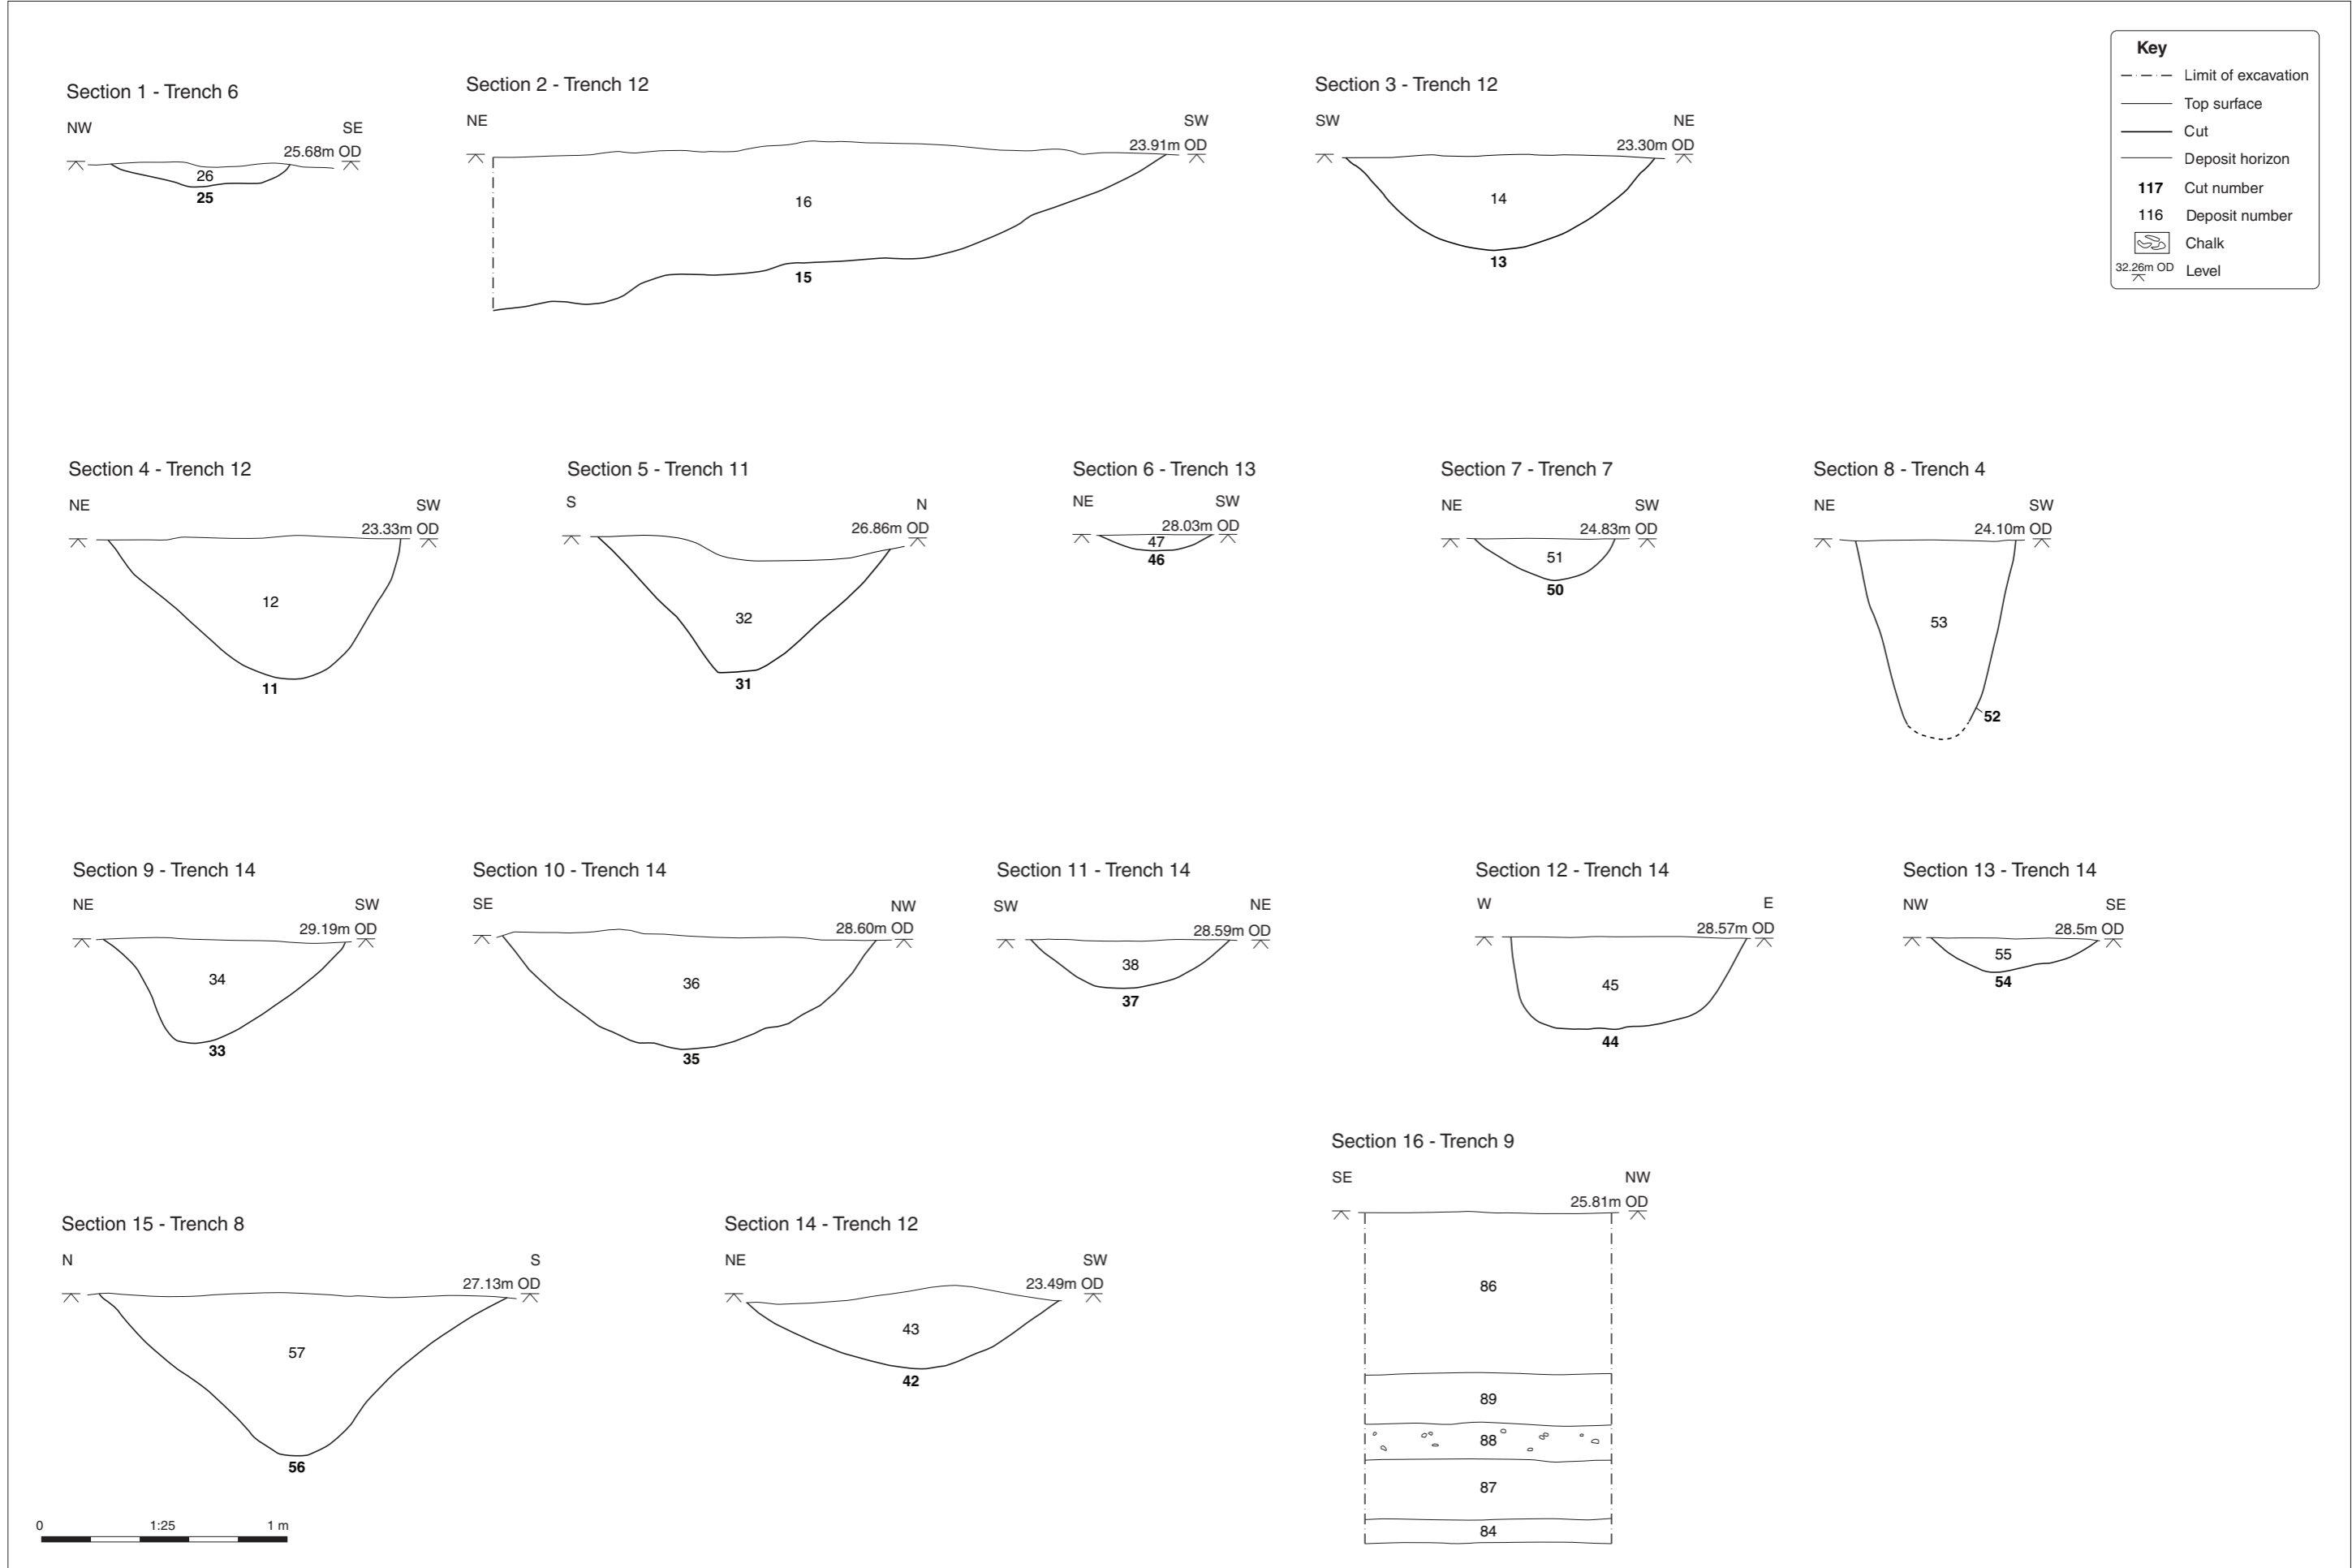 Section 1 - Trench 6
NW SE
25.68m OD
26
25
Section 2 - Trench 12
NE SW
23.91m OD
16
15
Section 3 - Trench 12
SW NE
23.30m OD
14
13
Key
Limit of excavation
Top surface
Cut
Deposit horizon
117 Cut number
116 Deposit number
Chalk
32.26m OD Level
Section 4 - Trench 12
NE SW
23.33m OD
12
11
Section 5 - Trench 11
S N
26.86m OD
32
31
Section 6 - Trench 13
NE SW
28.03m OD
47
46
Section 7 - Trench 7
NE SW
24.83m OD
51
50
Section 8 - Trench 4
NE SW
24.10m OD
53
52
Section 9 - Trench 14
NE SW
29.19m OD
34
33
Section 10 - Trench 14
SE NW
28.60m OD
36
35
Section 11 - Trench 14
SW NE
28.59m OD
38
37
Section 12 - Trench 14
W E
28.57m OD
45
44
Section 13 - Trench 14
NW SE
28.5m OD
55
54
Section 15 - Trench 8
N S
27.13m OD
57
56
Section 14 - Trench 12
NE SW
23.49m OD
43
42
Section 16 - Trench 9
SE NW
25.81m OD
86
89
88
87
84
0 1:25 1 m